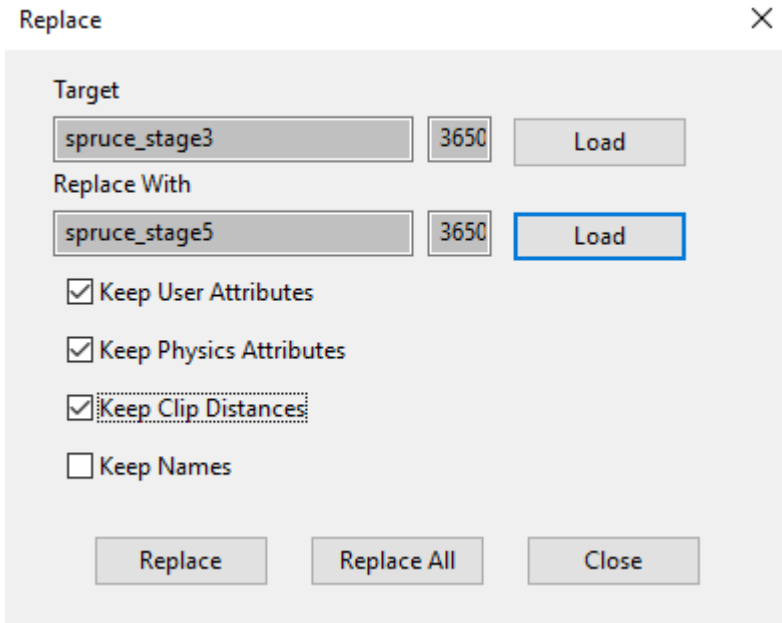 Replace
Target
spruce_stage3 3650 Load
Replace With
spruce_stage5 3650 Load
Keep User Attributes
Keep Physics Attributes
Keep Clip Distances
Keep Names
Replace Replace All Close